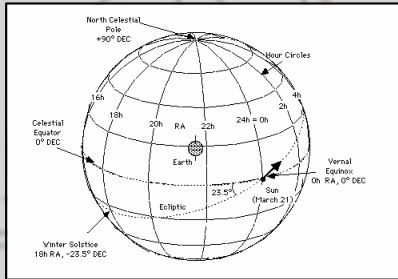 North Celestial
Pole
+90° DEC
Hour Circles
16h
18h
20h
RA
22h
24h = 0h
2h
4h
Celestial
Equator
0° DEC
Earth
Vernal
Equinox
0h RA, 0° DEC
23.5°
Sun
(March 21)
Ecliptic
Winter Solstice
18h RA, -23.5° DEC